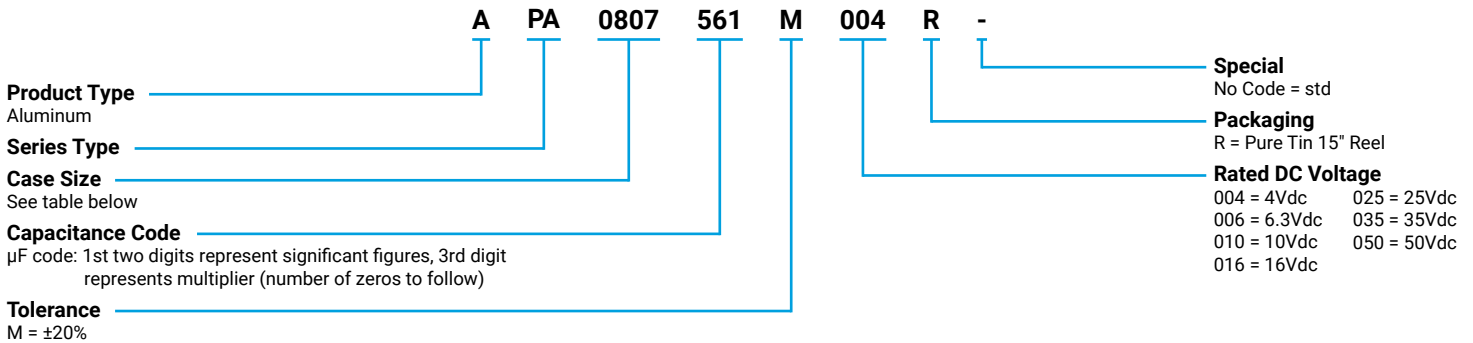 A PA 0807 561 M 004 R -
Product Type
Aluminum
Series Type
Case Size
See table below
Capacitance Code
µF code: 1st two digits represent significant figures, 3rd digit
represents multiplier (number of zeros to follow)
Tolerance
M = ±20%
Special
No Code = std
Packaging
R = Pure Tin 15" Reel
Rated DC Voltage
004 = 4Vdc 025 = 25Vdc
006 = 6.3Vdc 035 = 35Vdc
010 = 10Vdc 050 = 50Vdc
016 = 16Vdc